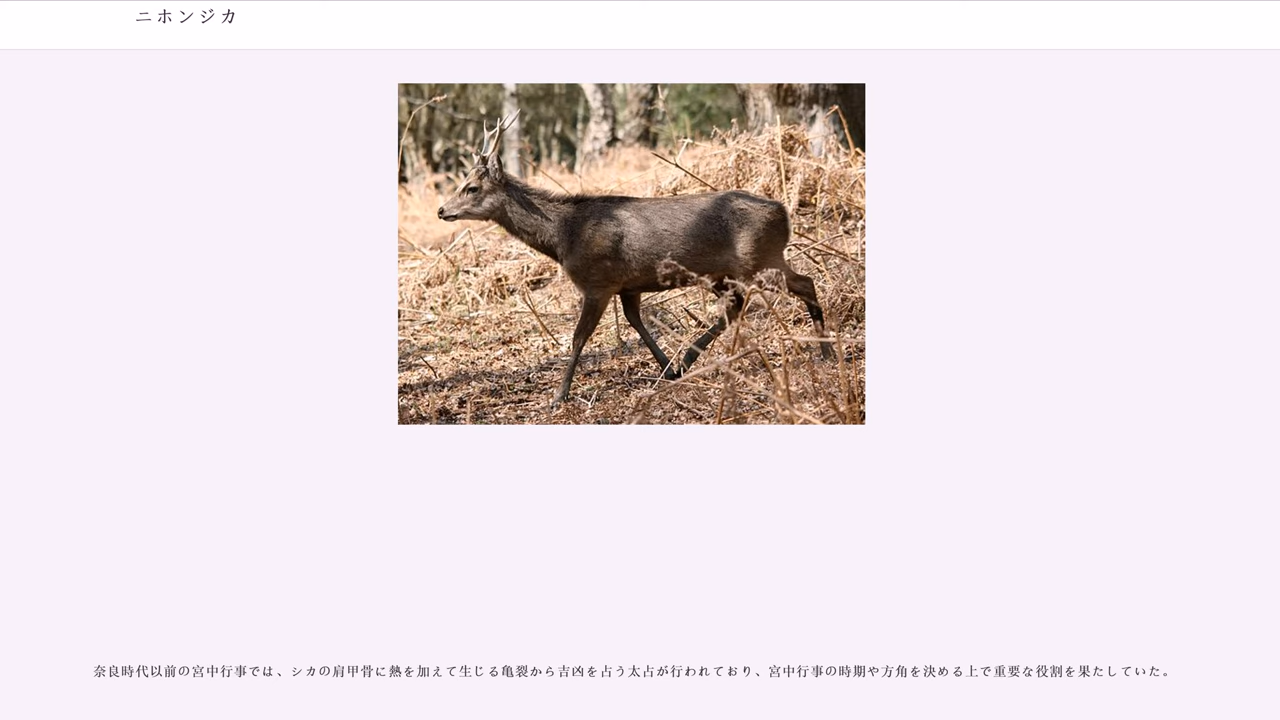 ニホンジカ
奈良時代以前の宮中行事では、シカの肩甲骨に熱を加えて生じる亀裂から吉凶を占う太占が行われており、宮中行事の時期や方角を決める上で重要な役割を果たしていた。